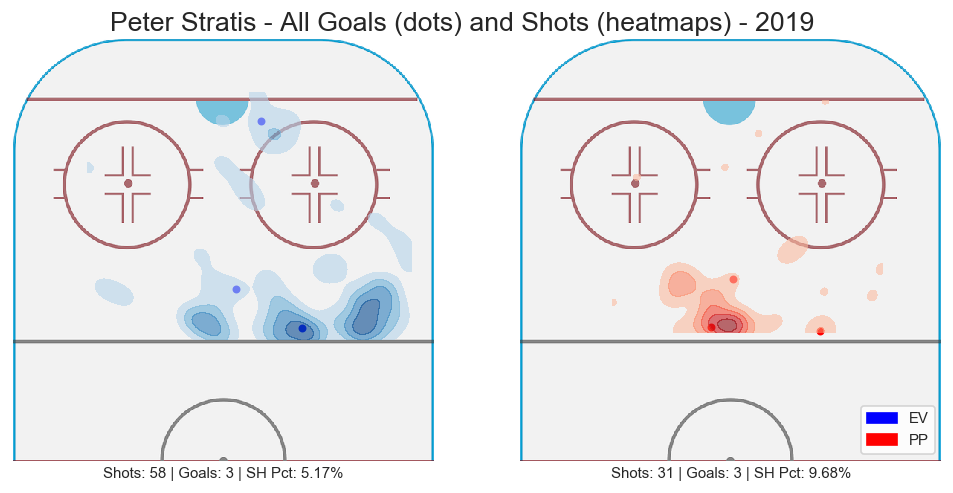 Peter Stratis - All Goals (dots) and Shots (heatmaps) - 2019
EV
PP
Shots: 58 | Goals: 3 | SH Pct: 5.17%
Shots: 31 | Goals: 3 | SH Pct: 9.68%